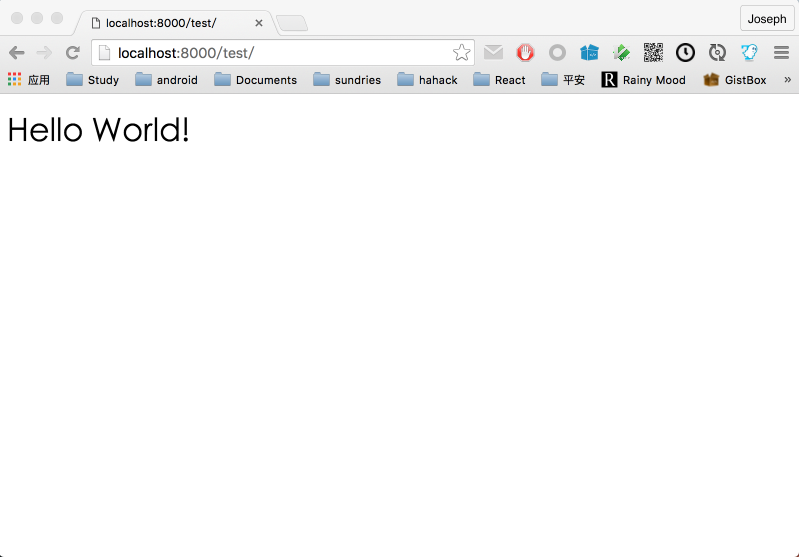 localhost:8000/test/
Joseph
localhost:8000/test/
应用 Study android Documents sundries hahack React 平安 R Rainy Mood GistBox »
Hello World!